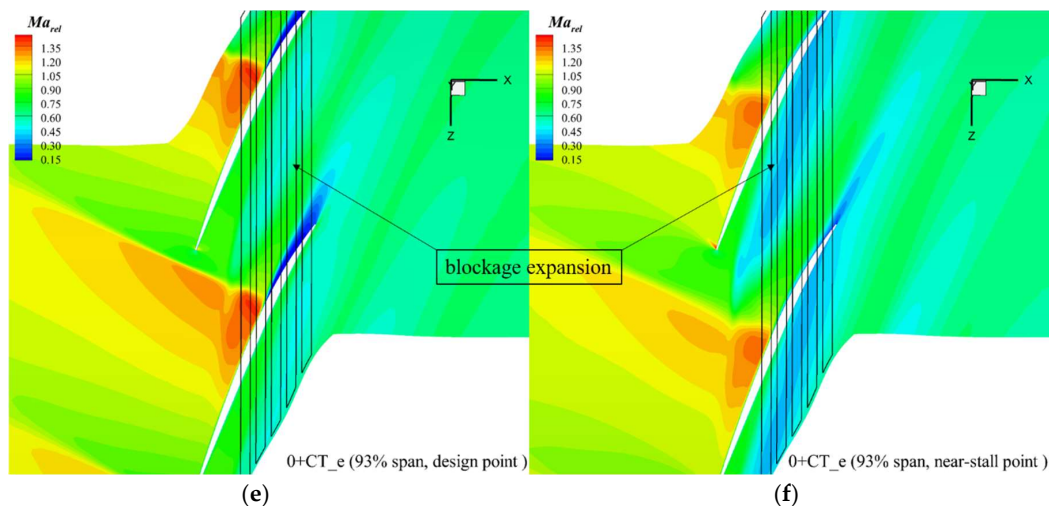 Ma_rel
1.35
1.20
1.05
0.90
0.75
0.60
0.45
0.30
0.15
X
Z
0+CT_e (93% span, design point )
(e)
Ma_rel
1.35
1.20
1.05
0.90
0.75
0.60
0.45
0.30
0.15
X
Z
blockage expansion
0+CT_e (93% span, near-stall point )
(f)